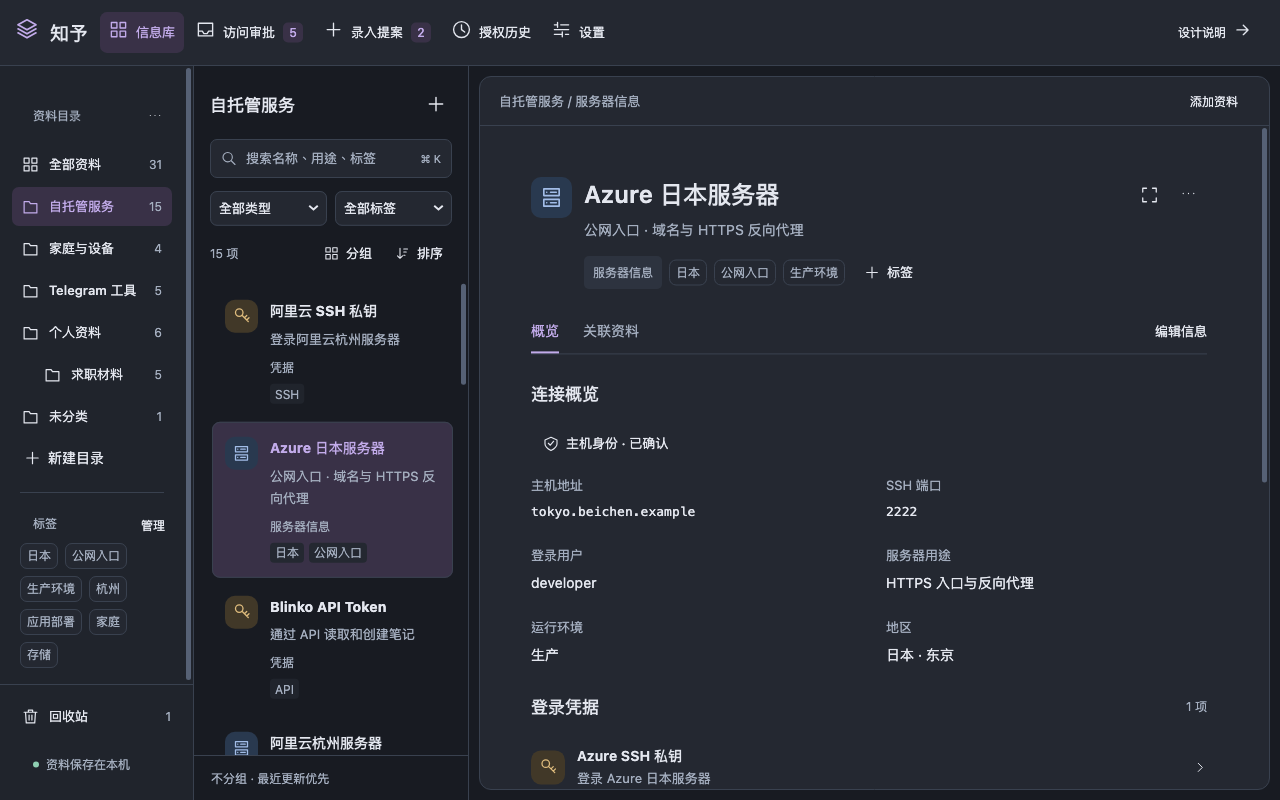 知予
信息库
访问审批 5
录入提案 2
授权历史
设置
设计说明
资料目录
全部资料 31
自托管服务 15
家庭与设备 4
Telegram 工具 5
个人资料 6
求职材料 5
未分类 1
新建目录
标签 管理
日本 公网入口
生产环境 杭州
应用部署 家庭
存储
回收站 1
资料保存在本机
自托管服务
搜索名称、用途、标签 ⌘ K
全部类型 全部标签
15 项 分组 排序
阿里云 SSH 私钥
登录阿里云杭州服务器
凭据
SSH
Azure 日本服务器
公网入口 · 域名与 HTTPS 反
向代理
服务器信息
日本 公网入口
Blinko API Token
通过 API 读取和创建笔记
凭据
API
阿里云杭州服务器
不分组 · 最近更新优先
自托管服务 / 服务器信息 添加资料
Azure 日本服务器
公网入口 · 域名与 HTTPS 反向代理
服务器信息 日本 公网入口 生产环境 标签
概览 关联资料 编辑信息
连接概览
主机身份 · 已确认
主机地址 SSH 端口
tokyo.beichen.example 2222
登录用户 服务器用途
developer HTTPS 入口与反向代理
运行环境 地区
生产 日本 · 东京
登录凭据 1 项
Azure SSH 私钥
登录 Azure 日本服务器